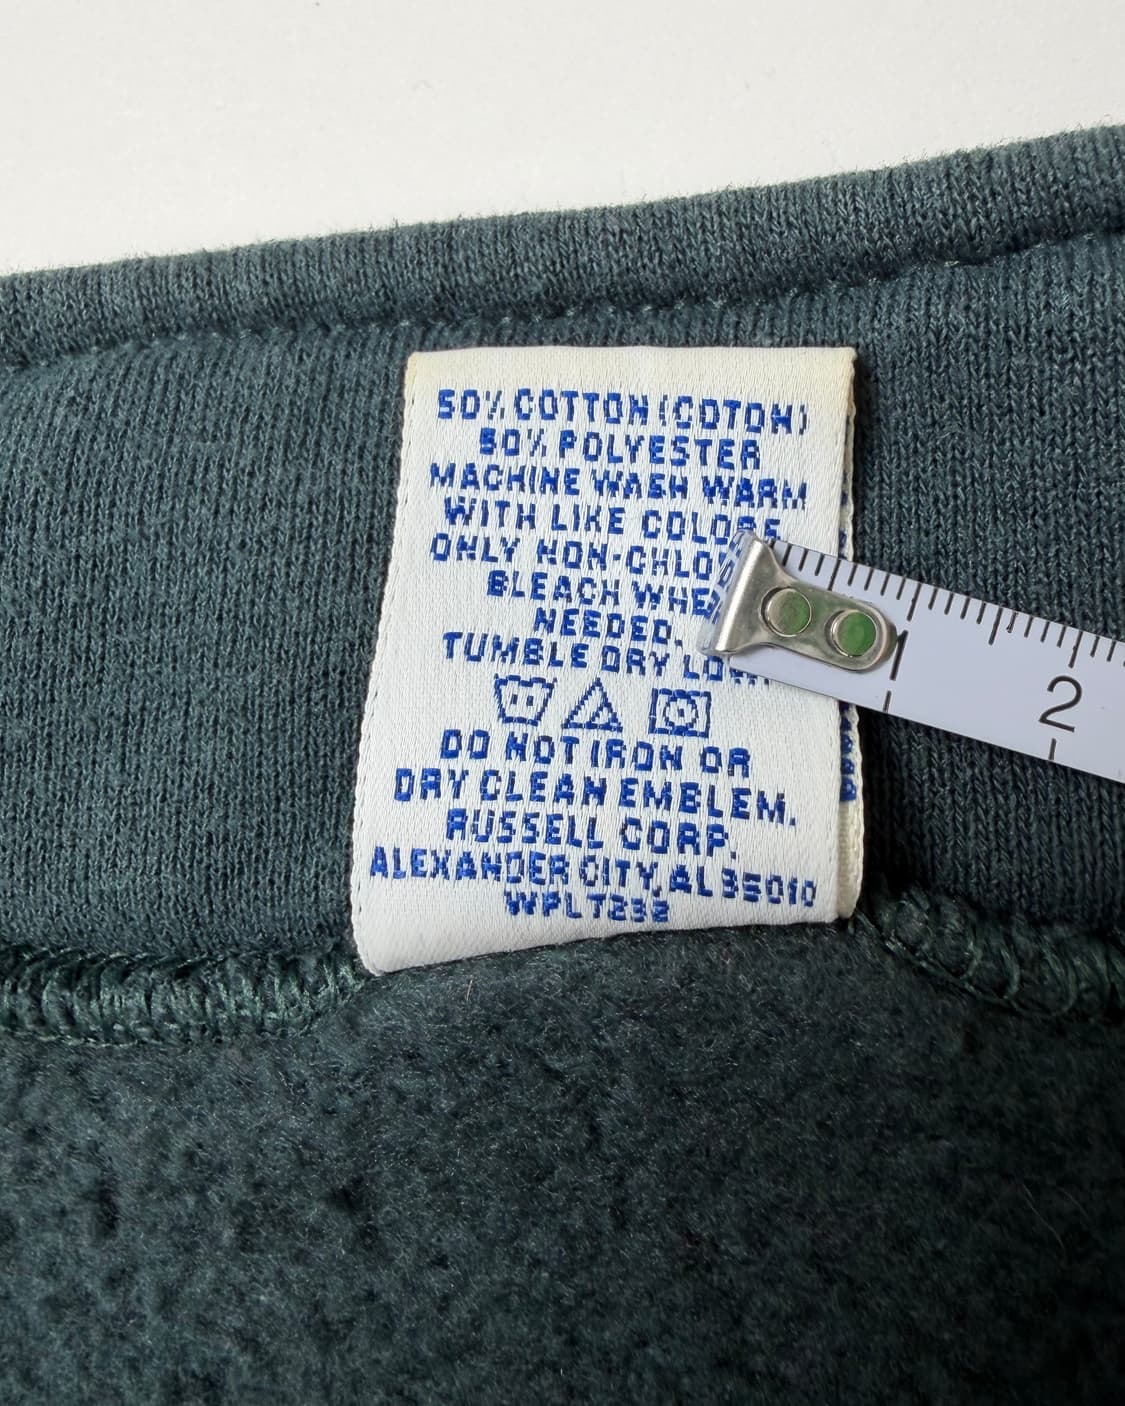 50% COTTON (COTON)
50% POLYESTER
MACHINE WASH WARM
WITH LIKE COLORS
ONLY NON-CHLO
BLEACH WHE
NEEDED.
TUMBLE DRY LOW.
DO NOT IRON OR
DRY CLEAN EMBLEM.
RUSSELL CORP.
ALEXANDER CITY, AL 35010
WPL 7232
1
2